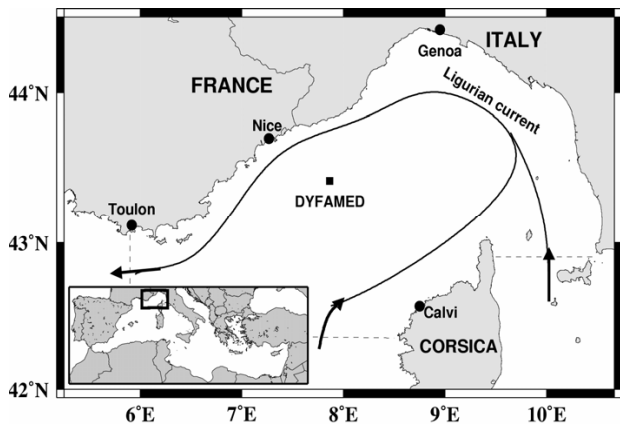 ITALY
Genoa
FRANCE
Ligurian current
44°N
Nice
DYFAMED
Toulon
43°N
Calvi
CORSICA
42°N
6°E 7°E 8°E 9°E 10°E